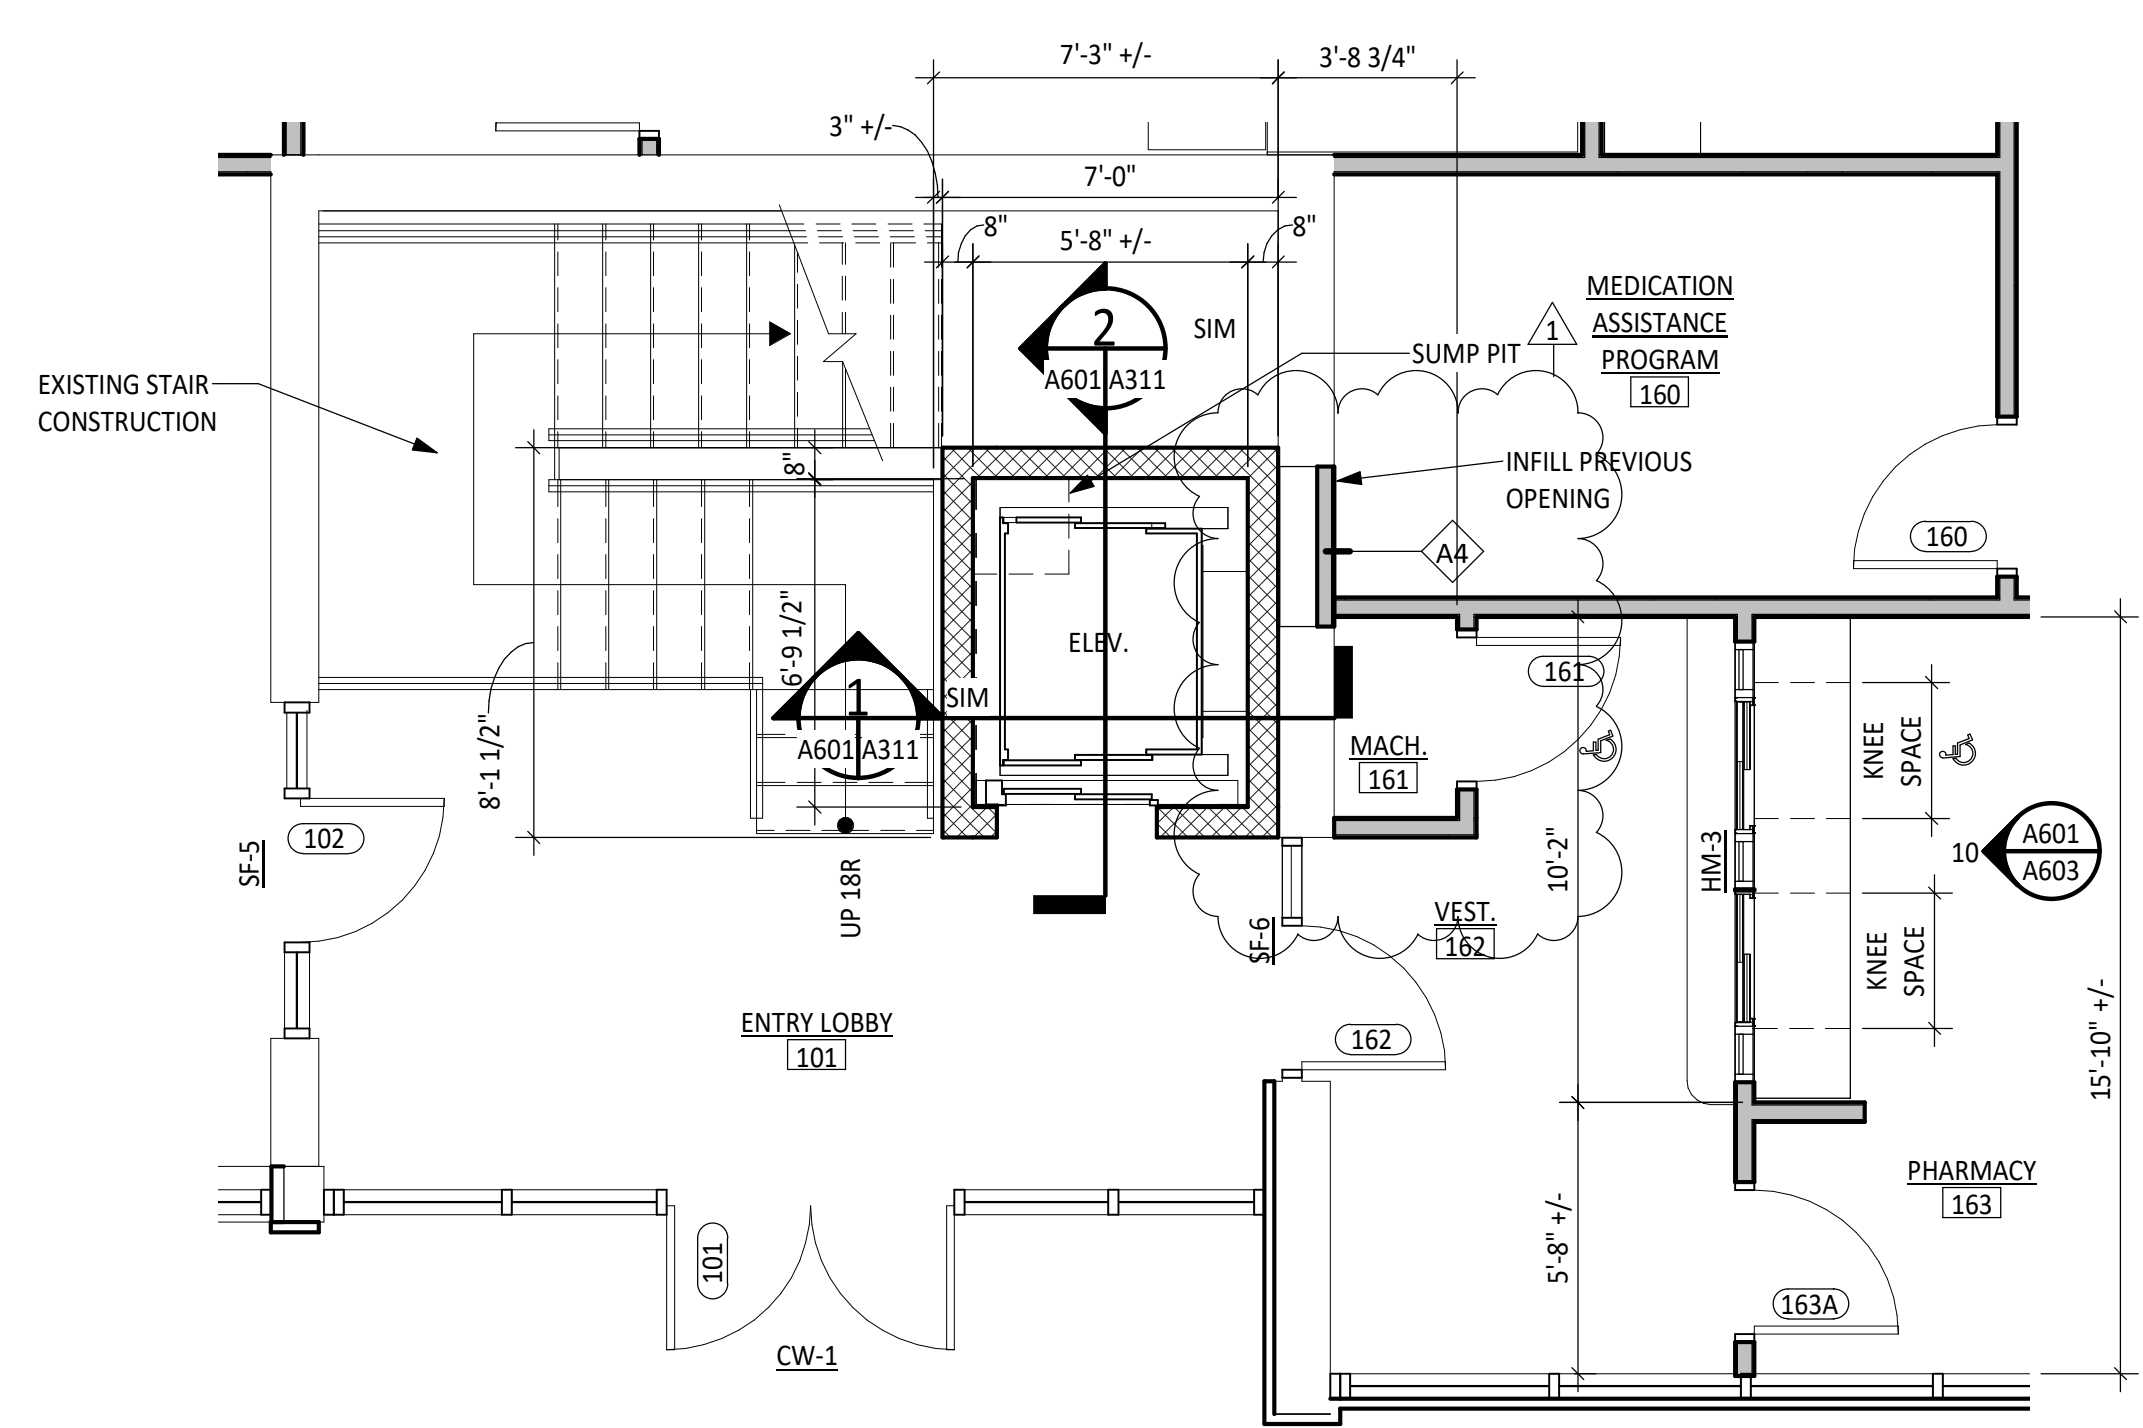 7'-3" +/-
3'-8 3/4"
3" +/-
7'-0"
8"
5'-8" +/-
8"
2
SIM
A601 A311
SUMP PIT
1
MEDICATION
ASSISTANCE
PROGRAM
160
EXISTING STAIR
CONSTRUCTION
8"
INFILL PREVIOUS
OPENING
A4
160
6'-9 1/2"
ELEV.
161
1
SIM
A601 A311
8'-1 1/2"
MACH.
161
KNEE
SPACE
102
SF-5
UP 18R
10'-2"
HM-3
10
A601
A603
VEST.
162
SF-6
KNEE
SPACE
ENTRY LOBBY
101
162
15'-10" +/-
PHARMACY
163
5'-8" +/-
101
163A
CW-1